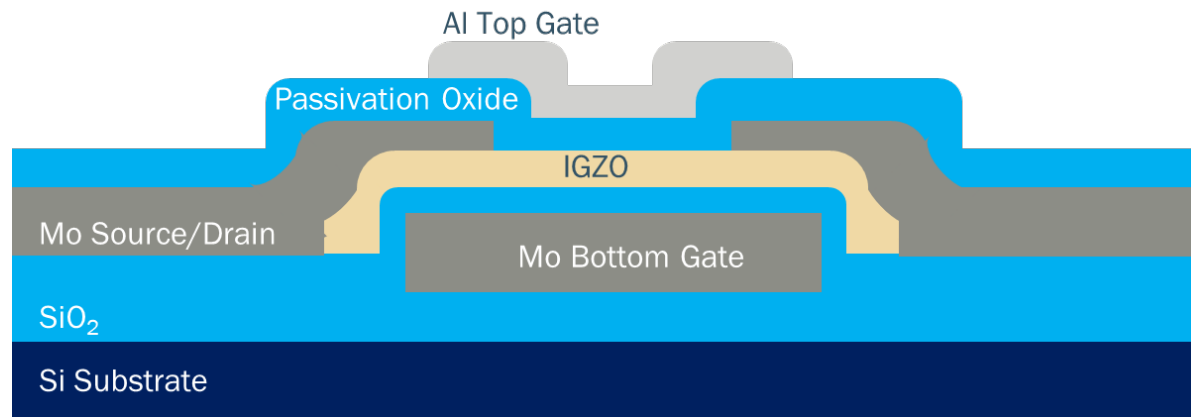 Al Top Gate
Passivation Oxide
IGZO
Mo Source/Drain
Mo Bottom Gate
SiO₂
Si Substrate